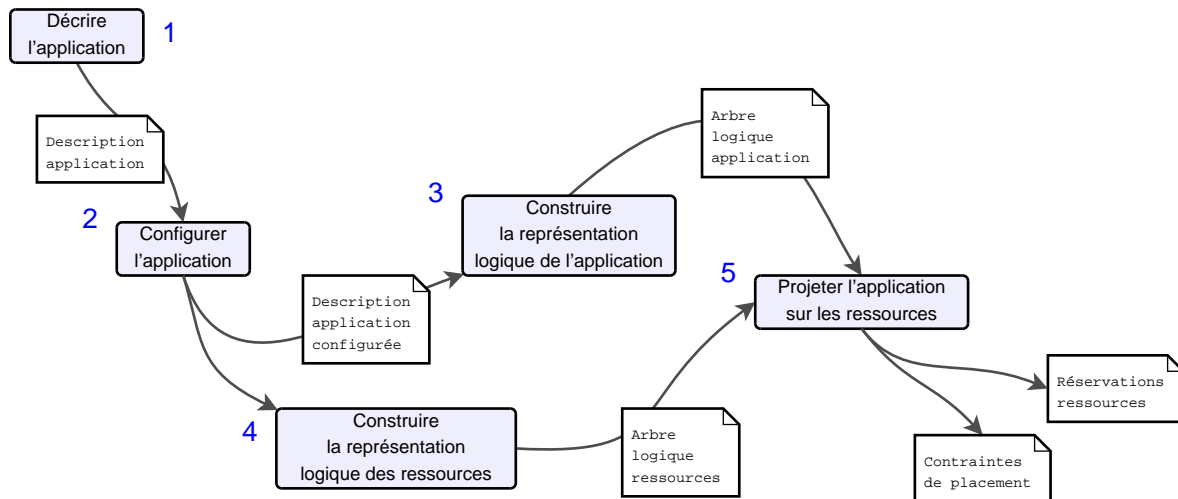 Décrire
l’application
1
Description
application
2
Configurer
l’application
Description
application
configurée
3
Construire
la représentation
logique de l’application
Arbre
logique
application
4
Construire
la représentation
logique des ressources
Arbre
logique
ressources
5
Projeter l’application
sur les ressources
Réservations
ressources
Contraintes
de placement